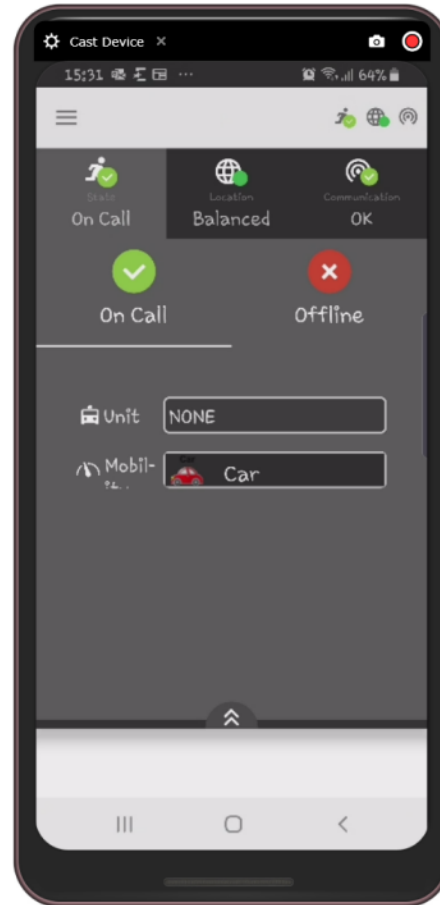 Cast Device ×
15:31 ... 64%
State Location Communication
On Call Balanced OK
On Call Offline
Unit NONE
Mobil-
Car Car